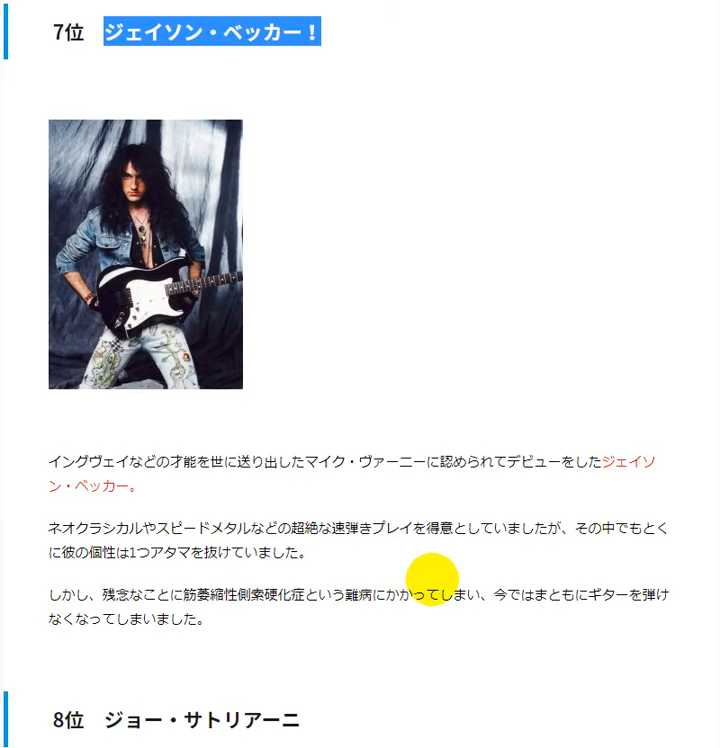 7位 ジェイソン・ベッカー！
イングヴェイなどの才能を世に送り出したマイク・ヴァーニーに認められてデビューをしたジェイソ
ン・ベッカー。
ネオクラシカルやスピードメタルなどの超絶な速弾きプレイを得意としていましたが、その中でもとく
に彼の個性は1つアタマを抜けていました。
しかし、残念なことに筋萎縮性側索硬化症という難病にかかってしまい、今ではまともにギターを弾け
なくなってしまいました。
8位 ジョー・サトリアーニ